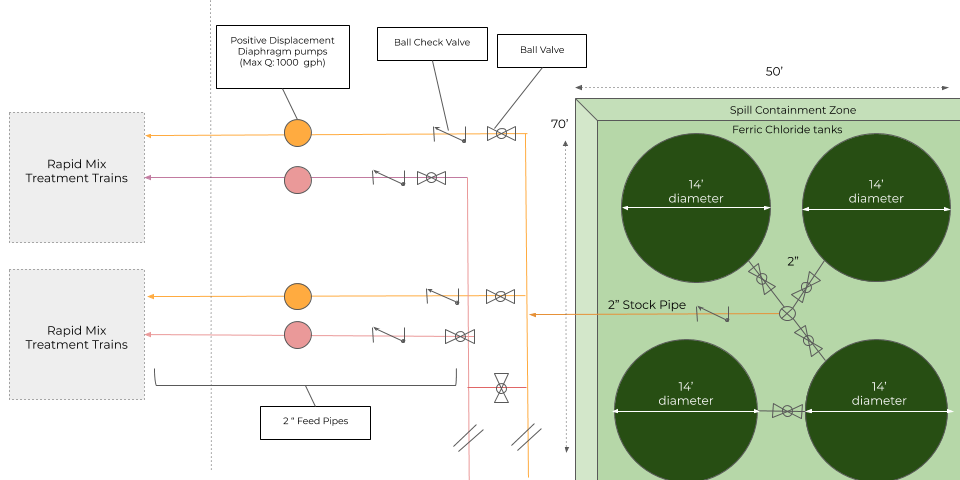 Positive Displacement
Diaphragm pumps
(Max Q: 1000 gph)
Ball Check Valve
Ball Valve
50’
Spill Containment Zone
70’
Ferric Chloride tanks
Rapid Mix
Treatment Trains
14’
diameter
14’
diameter
2”
2” Stock Pipe
Rapid Mix
Treatment Trains
14’
diameter
14’
diameter
2 “ Feed Pipes